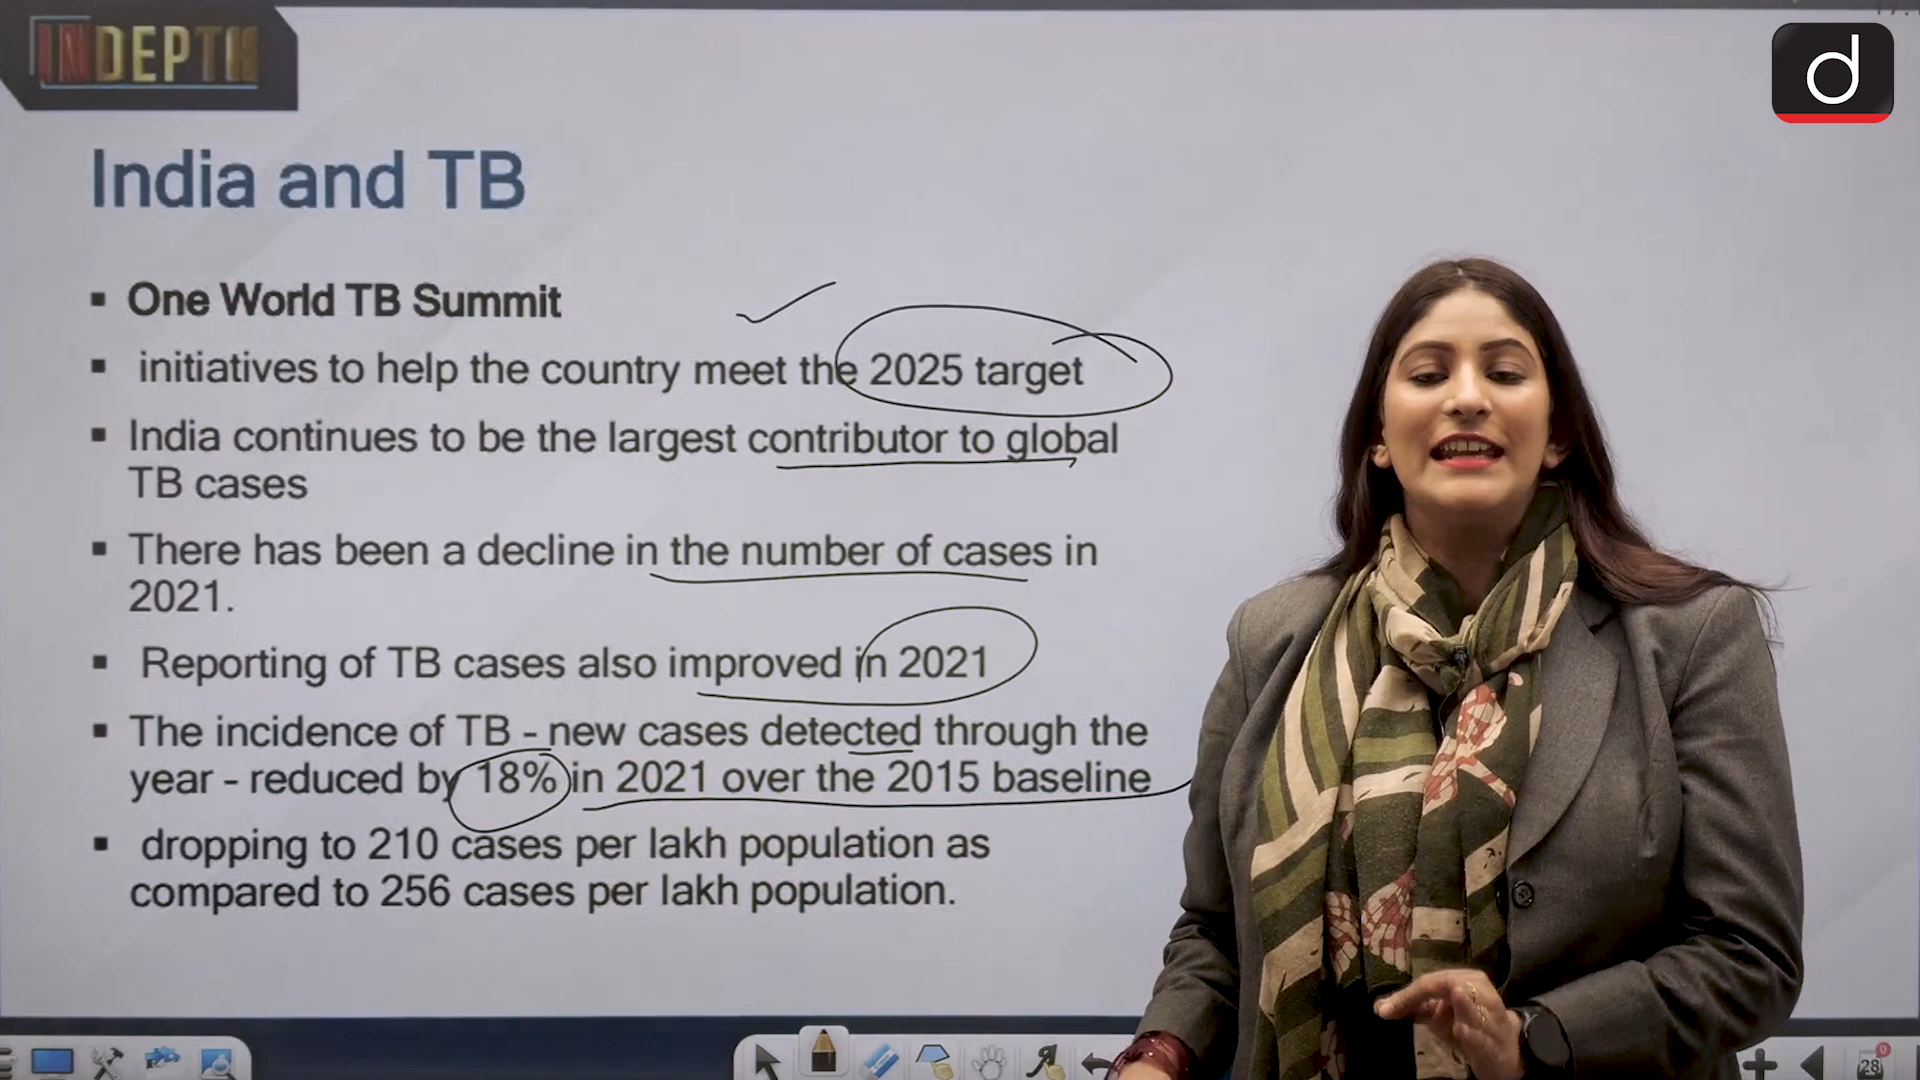 INDEPTH
d
India and TB
▪ One World TB Summit
▪ initiatives to help the country meet the 2025 target
▪ India continues to be the largest contributor to global
TB cases
▪ There has been a decline in the number of cases in
2021.
▪ Reporting of TB cases also improved in 2021
▪ The incidence of TB - new cases detected through the
year – reduced by 18% in 2021 over the 2015 baseline
▪ dropping to 210 cases per lakh population as
compared to 256 cases per lakh population.
28
0